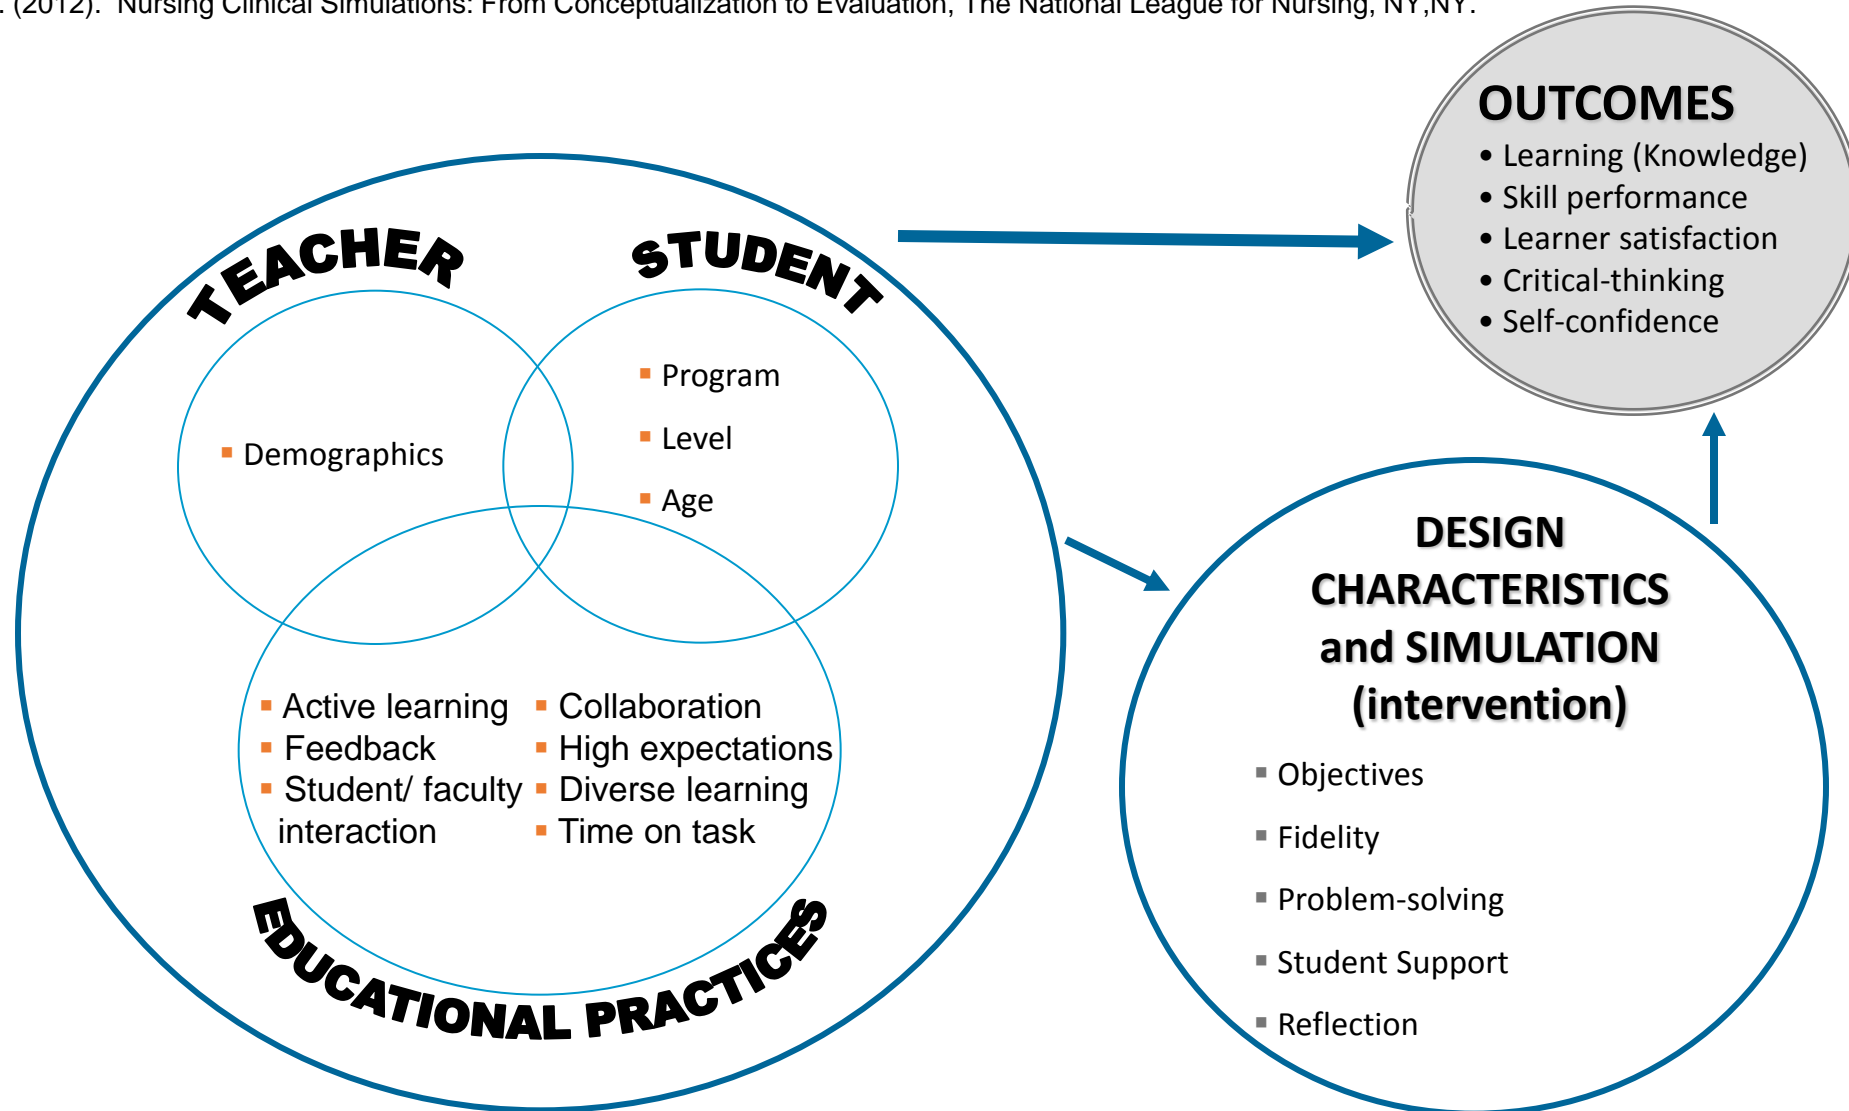 . (2012). Nursing Clinical Simulations: From Conceptualization to Evaluation, The National League for Nursing, NY,NY.
TEACHER
Demographics
STUDENT
Program
Level
Age
Active learning
Feedback
Student/ faculty
interaction
Collaboration
High expectations
Diverse learning
Time on task
EDUCATIONAL PRACTICES
OUTCOMES
• Learning (Knowledge)
• Skill performance
• Learner satisfaction
• Critical-thinking
• Self-confidence
DESIGN
CHARACTERISTICS
and SIMULATION
(intervention)
Objectives
Fidelity
Problem-solving
Student Support
Reflection